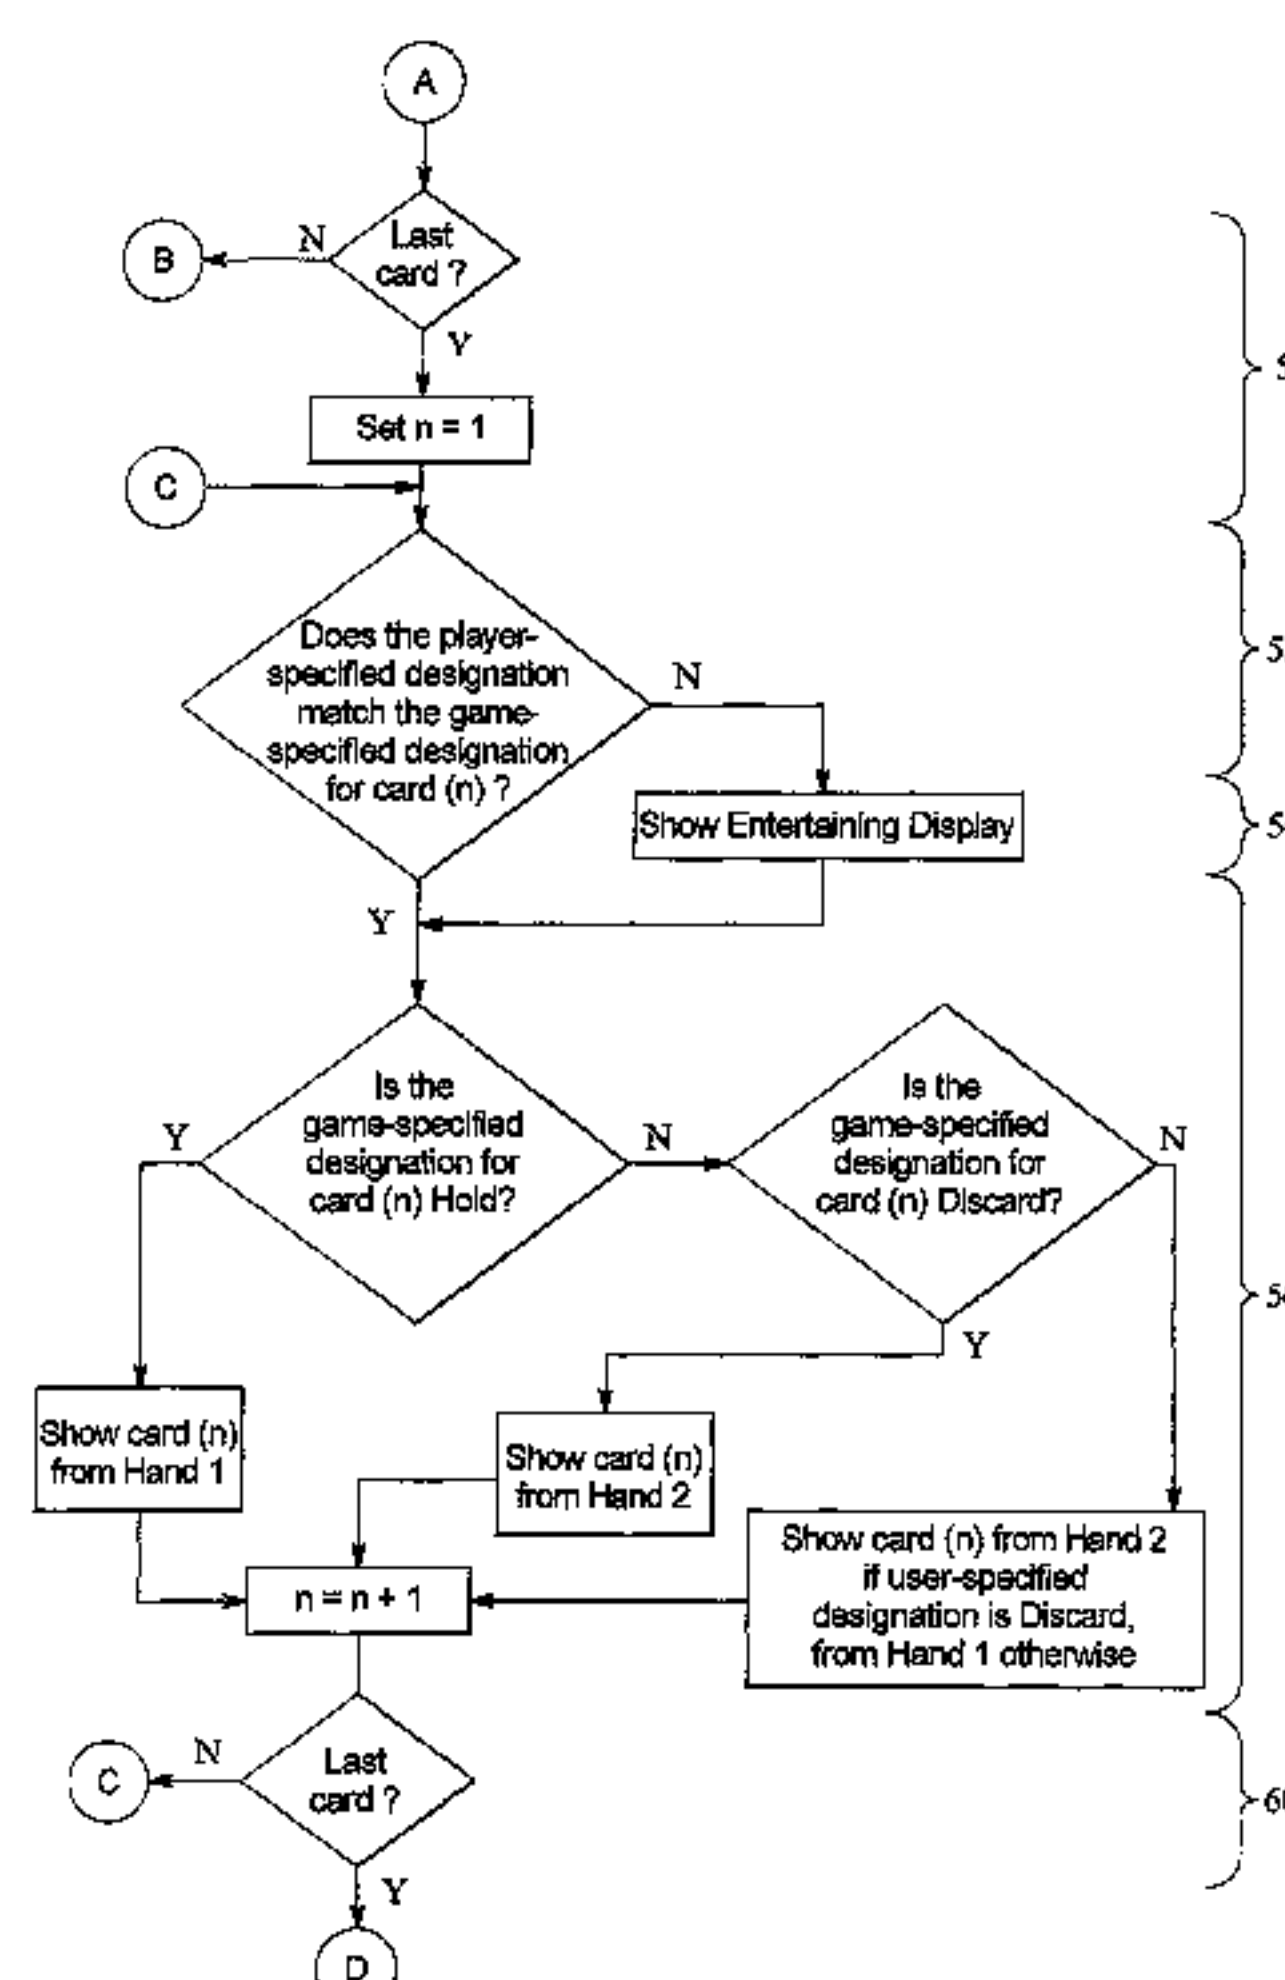 A
Last
card ?
N
B
Y
Set n = 1
C
Does the player-
specified designation
match the game-
specified designation
for card (n) ?
N
Show Entertaining Display
Y
Is the
game-specified
designation for
card (n) Hold?
Y
N
Is the
game-specified
designation for
card (n) Discard?
N
Y
Show card (n)
from Hand 1
Show card (n)
from Hand 2
Show card (n) from Hand 2
if user-specified
designation is Discard,
from Hand 1 otherwise
n = n + 1
Last
card ?
N
C
Y
D